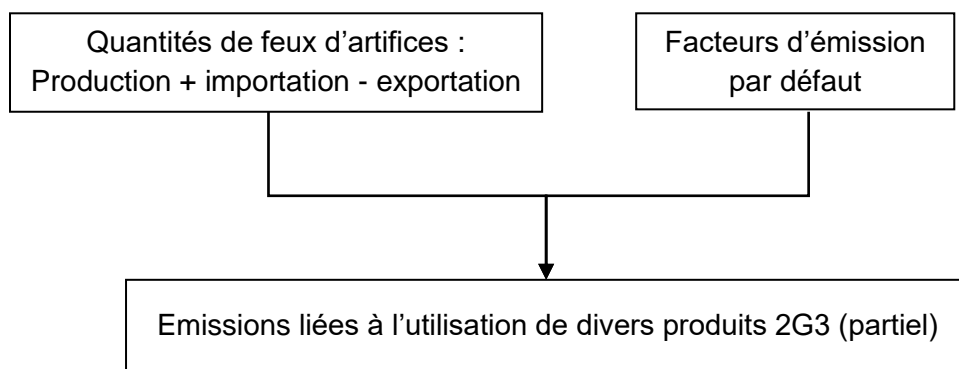 Quantités de feux d’artifices :
Production + importation - exportation
Facteurs d’émission
par défaut
Emissions liées à l’utilisation de divers produits 2G3 (partiel)